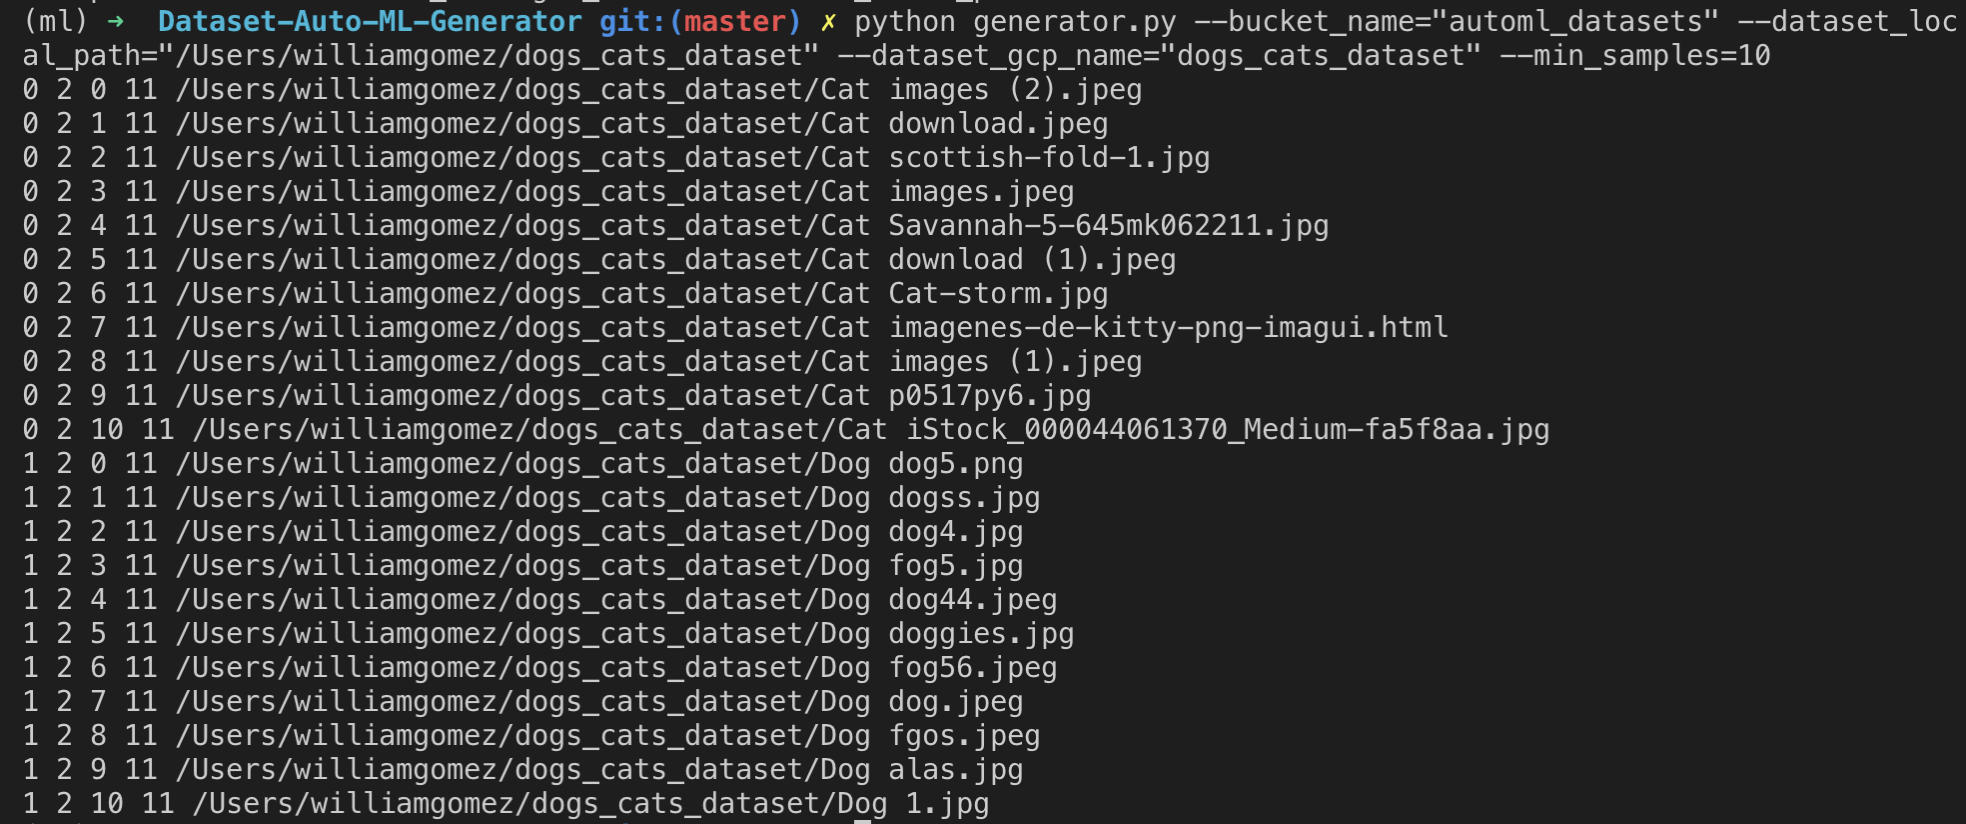 (ml) ➜  Dataset-Auto-ML-Generator git:(master) ✗ python generator.py --bucket_name="automl_datasets" --dataset_loc
al_path="/Users/williamgomez/dogs_cats_dataset" --dataset_gcp_name="dogs_cats_dataset" --min_samples=10
0 2 0 11 /Users/williamgomez/dogs_cats_dataset/Cat images (2).jpeg
0 2 1 11 /Users/williamgomez/dogs_cats_dataset/Cat download.jpeg
0 2 2 11 /Users/williamgomez/dogs_cats_dataset/Cat scottish-fold-1.jpg
0 2 3 11 /Users/williamgomez/dogs_cats_dataset/Cat images.jpeg
0 2 4 11 /Users/williamgomez/dogs_cats_dataset/Cat Savannah-5-645mk062211.jpg
0 2 5 11 /Users/williamgomez/dogs_cats_dataset/Cat download (1).jpeg
0 2 6 11 /Users/williamgomez/dogs_cats_dataset/Cat Cat-storm.jpg
0 2 7 11 /Users/williamgomez/dogs_cats_dataset/Cat imagenes-de-kitty-png-imagui.html
0 2 8 11 /Users/williamgomez/dogs_cats_dataset/Cat images (1).jpeg
0 2 9 11 /Users/williamgomez/dogs_cats_dataset/Cat p0517py6.jpg
0 2 10 11 /Users/williamgomez/dogs_cats_dataset/Cat iStock_000044061370_Medium-fa5f8aa.jpg
1 2 0 11 /Users/williamgomez/dogs_cats_dataset/Dog dog5.png
1 2 1 11 /Users/williamgomez/dogs_cats_dataset/Dog dogss.jpg
1 2 2 11 /Users/williamgomez/dogs_cats_dataset/Dog dog4.jpg
1 2 3 11 /Users/williamgomez/dogs_cats_dataset/Dog fog5.jpg
1 2 4 11 /Users/williamgomez/dogs_cats_dataset/Dog dog44.jpeg
1 2 5 11 /Users/williamgomez/dogs_cats_dataset/Dog doggies.jpg
1 2 6 11 /Users/williamgomez/dogs_cats_dataset/Dog fog56.jpeg
1 2 7 11 /Users/williamgomez/dogs_cats_dataset/Dog dog.jpeg
1 2 8 11 /Users/williamgomez/dogs_cats_dataset/Dog fgos.jpeg
1 2 9 11 /Users/williamgomez/dogs_cats_dataset/Dog alas.jpg
1 2 10 11 /Users/williamgomez/dogs_cats_dataset/Dog 1.jpg